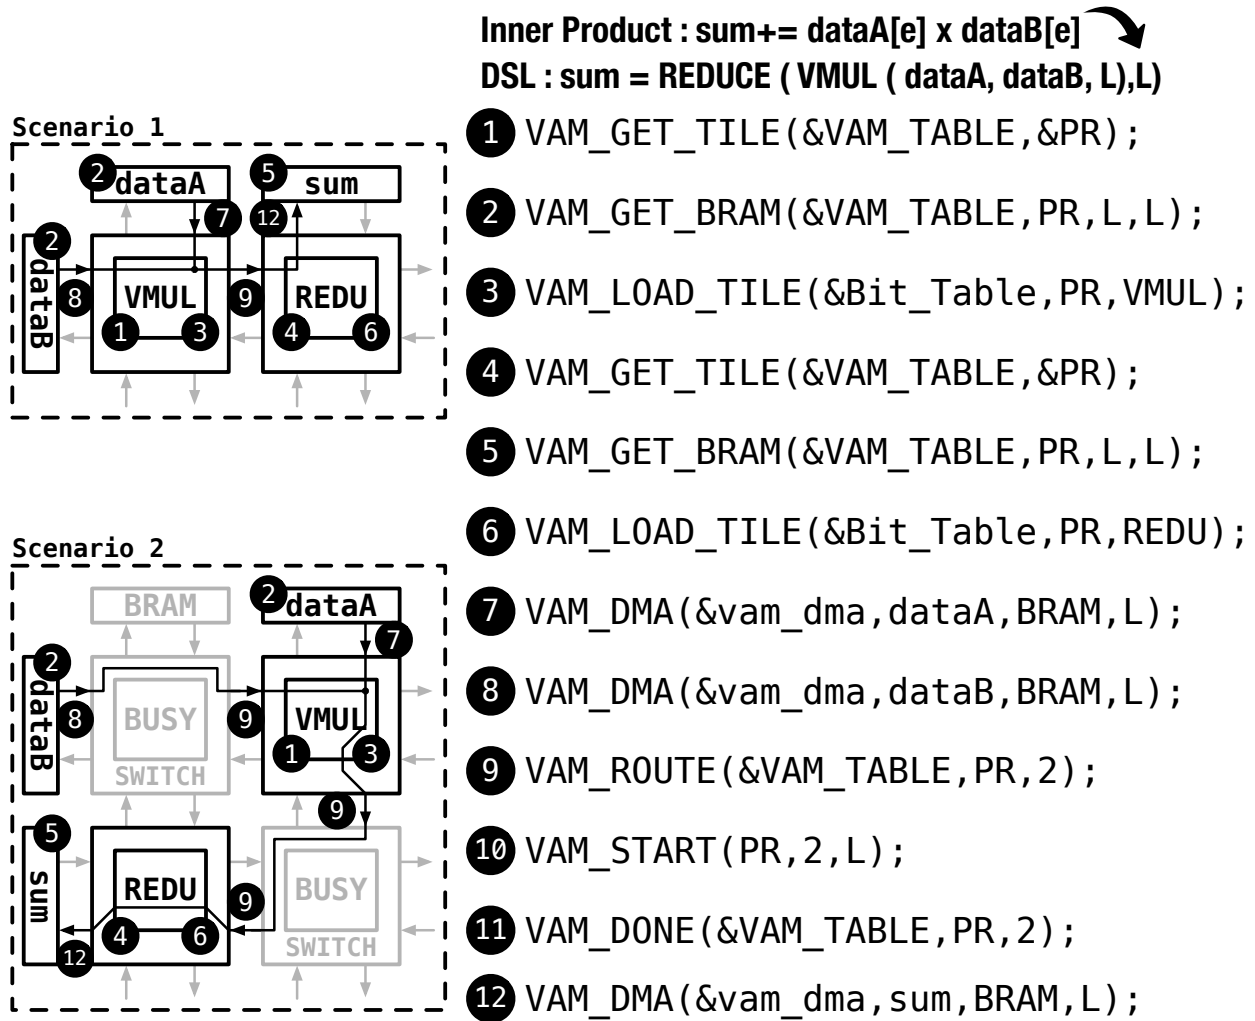 Inner Product : sum+= dataA[e] x dataB[e]
DSL : sum = REDUCE ( VMUL ( dataA, dataB, L),L)
Scenario 1
2 dataA
5 sum
7
12
2
dataB
8
VMUL
9
REDU
1
3
4
6
Scenario 2
BRAM
2 dataA
7
2
dataB
8
BUSY
9
VMUL
1
3
SWITCH
9
5
sum
REDU
9
BUSY
4
6
12
SWITCH
1 VAM_GET_TILE(&VAM_TABLE,&PR);
2 VAM_GET_BRAM(&VAM_TABLE,PR,L,L);
3 VAM_LOAD_TILE(&Bit_Table,PR,VMUL);
4 VAM_GET_TILE(&VAM_TABLE,&PR);
5 VAM_GET_BRAM(&VAM_TABLE,PR,L,L);
6 VAM_LOAD_TILE(&Bit_Table,PR,REDU);
7 VAM_DMA(&vam_dma,dataA,BRAM,L);
8 VAM_DMA(&vam_dma,dataB,BRAM,L);
9 VAM_ROUTE(&VAM_TABLE,PR,2);
10 VAM_START(PR,2,L);
11 VAM_DONE(&VAM_TABLE,PR,2);
12 VAM_DMA(&vam_dma,sum,BRAM,L);